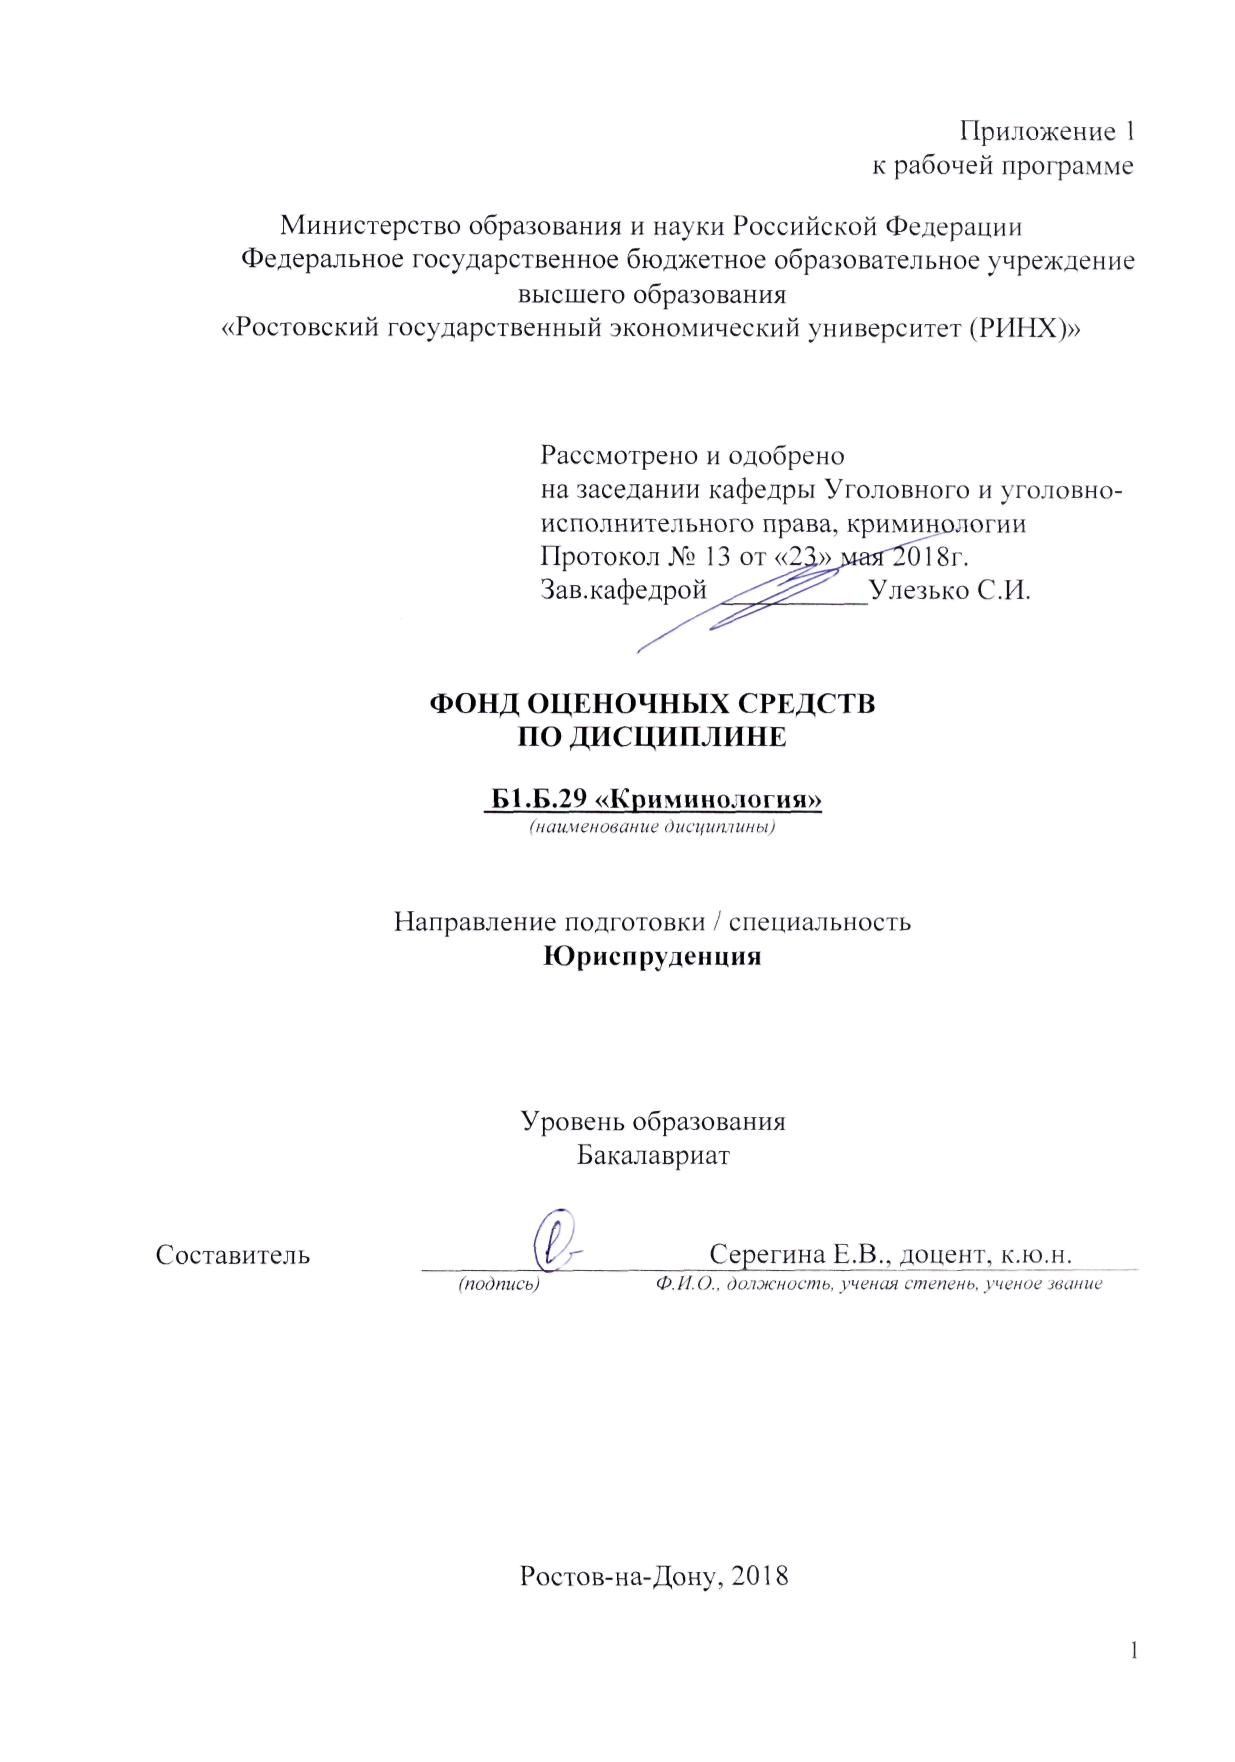 Приложение 1
к рабочей программе
Министерство образования и науки Российской Федерации
Федеральное государственное бюджетное образовательное учреждение
высшего образования
«Ростовский государственный экономический университет (РИНХ)»
Рассмотрено и одобрено
на заседании кафедры Уголовного и уголовно-
исполнительного права, криминологии
Протокол № 13 от «23» мая 2018г.
Зав.кафедрой __________Улезько С.И.
ФОНД ОЦЕНОЧНЫХ СРЕДСТВ
ПО ДИСЦИПЛИНЕ
Б1.Б.29 «Криминология»
(наименование дисциплины)
Направление подготовки / специальность
Юриспруденция
Уровень образования
Бакалавриат
Составитель Серегина Е.В., доцент, к.ю.н.
(подпись) Ф.И.О., должность, ученая степень, ученое звание
Ростов-на-Дону, 2018
1